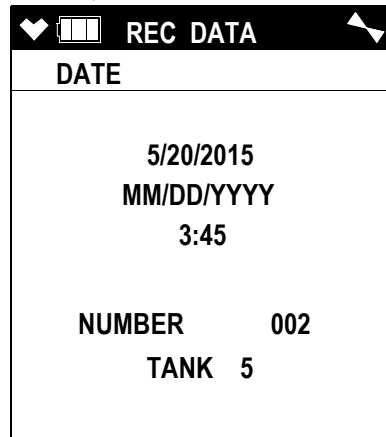 REC DATA
DATE
5/20/2015
MM/DD/YYYY
3:45
NUMBER 002
TANK 5